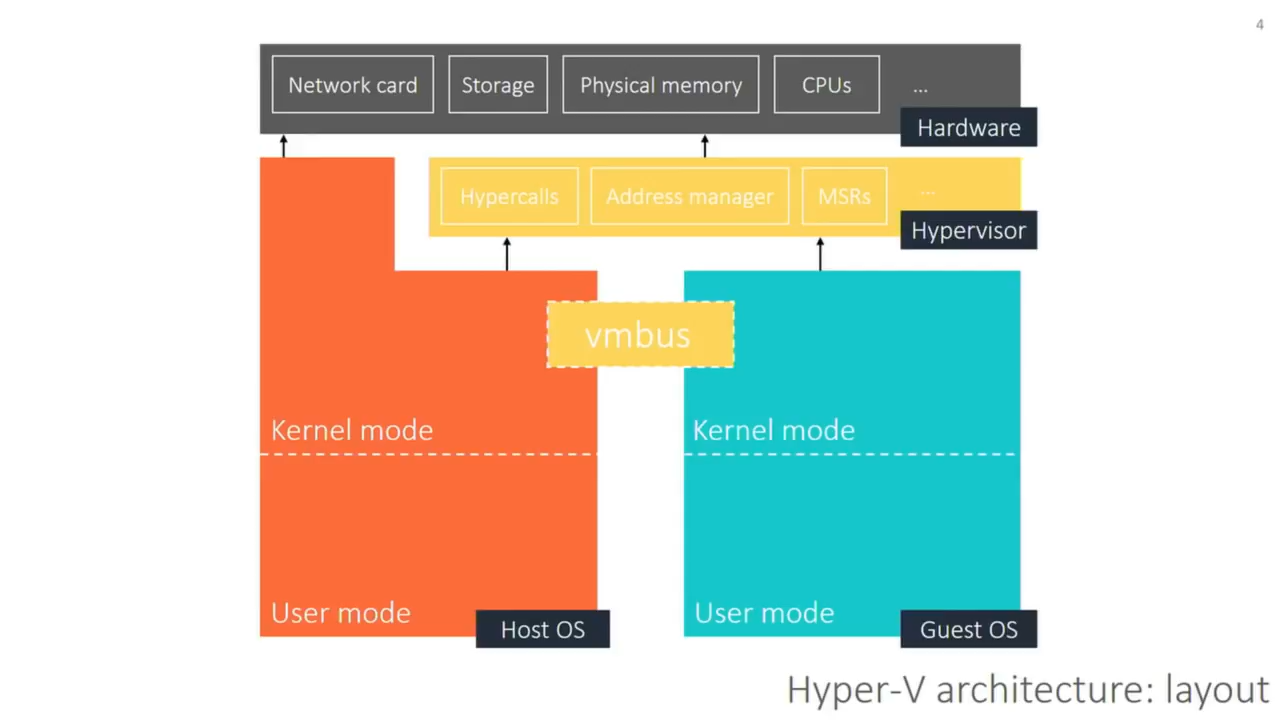 4
Network card
Storage
Physical memory
CPUs
...
Hardware
Hypercalls
Address manager
MSRs
...
Hypervisor
vmbus
Kernel mode
Kernel mode
User mode
User mode
Host OS
Guest OS
Hyper-V architecture: layout